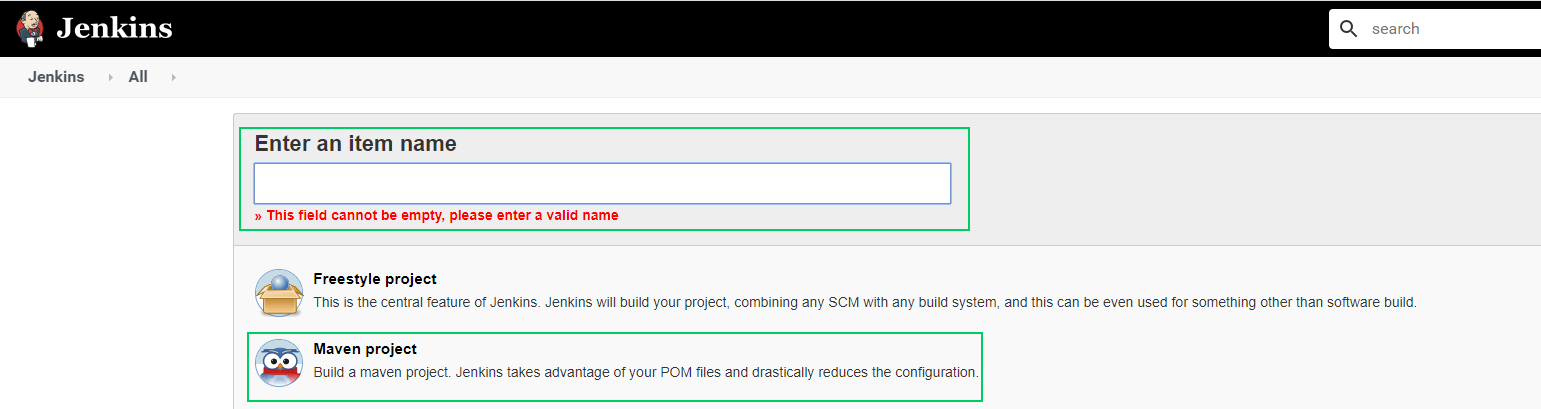 Jenkins
search
Jenkins All
Enter an item name
» This field cannot be empty, please enter a valid name
Freestyle project
This is the central feature of Jenkins. Jenkins will build your project, combining any SCM with any build system, and this can be even used for something other than software build.
Maven project
Build a maven project. Jenkins takes advantage of your POM files and drastically reduces the configuration.